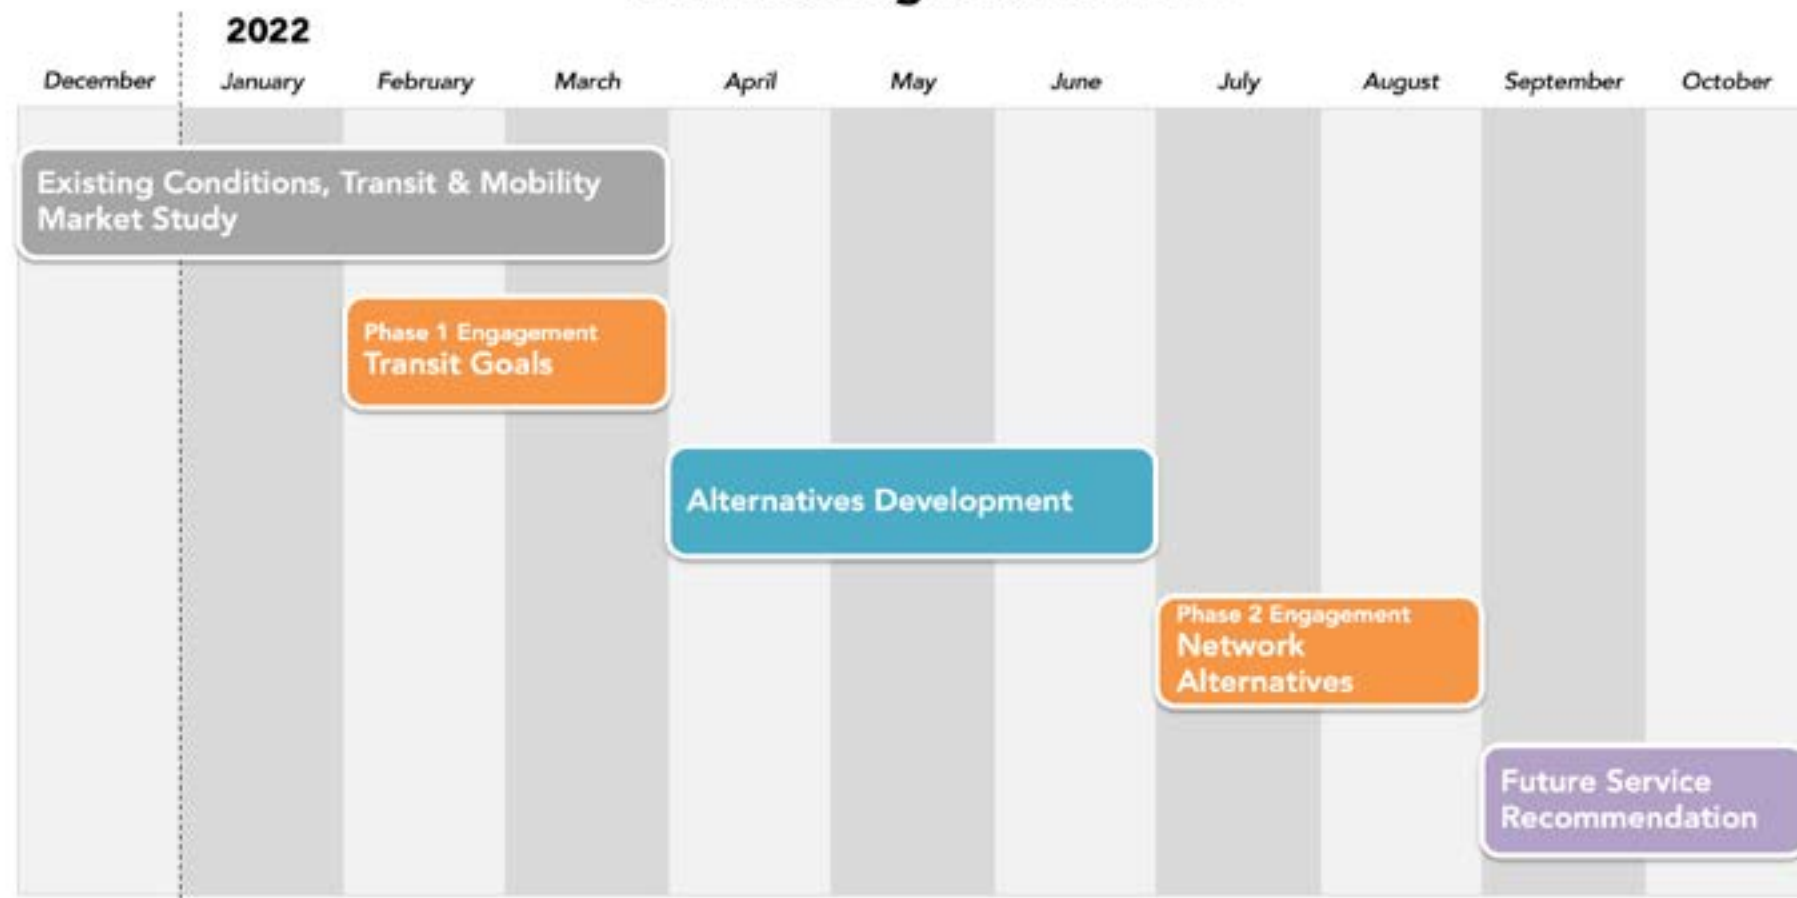 2022
December January February March April May June July August September October
Existing Conditions, Transit & Mobility
Market Study
Phase 1 Engagement
Transit Goals
Alternatives Development
Phase 2 Engagement
Network
Alternatives
Future Service
Recommendation